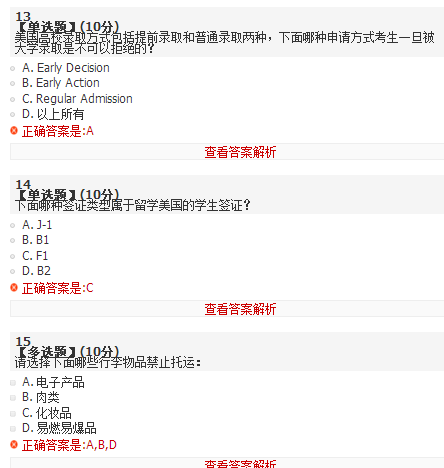 13
【单选题】(10分)
美国高校录取方式包括提前录取和普通录取两种，下面哪种申请方式考生一旦被
大学录取是不可以拒绝的？
A. Early Decision
B. Early Action
C. Regular Admission
D. 以上所有
正确答案是:A
查看答案解析
14
【单选题】(10分)
下面哪种签证类型属于留学美国的学生签证？
A. J-1
B. B1
C. F1
D. B2
正确答案是:C
查看答案解析
15
【多选题】(10分)
请选择下面哪些行李物品禁止托运：
A. 电子产品
B. 肉类
C. 化妆品
D. 易燃易爆品
正确答案是:A,B,D
查看答案解析